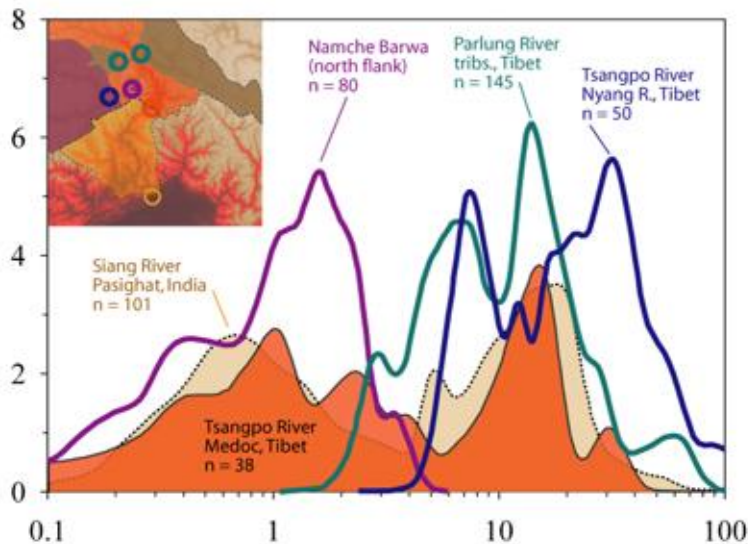 8
6
4
2
0
Namche Barwa
(north flank)
n = 80
Parlung River
tribs., Tibet
n = 145
Tsangpo River
Nyang R., Tibet
n = 50
Siang River
Pasighat, India
n = 101
Tsangpo River
Medoc, Tibet
n = 38
0.1 1 10 100